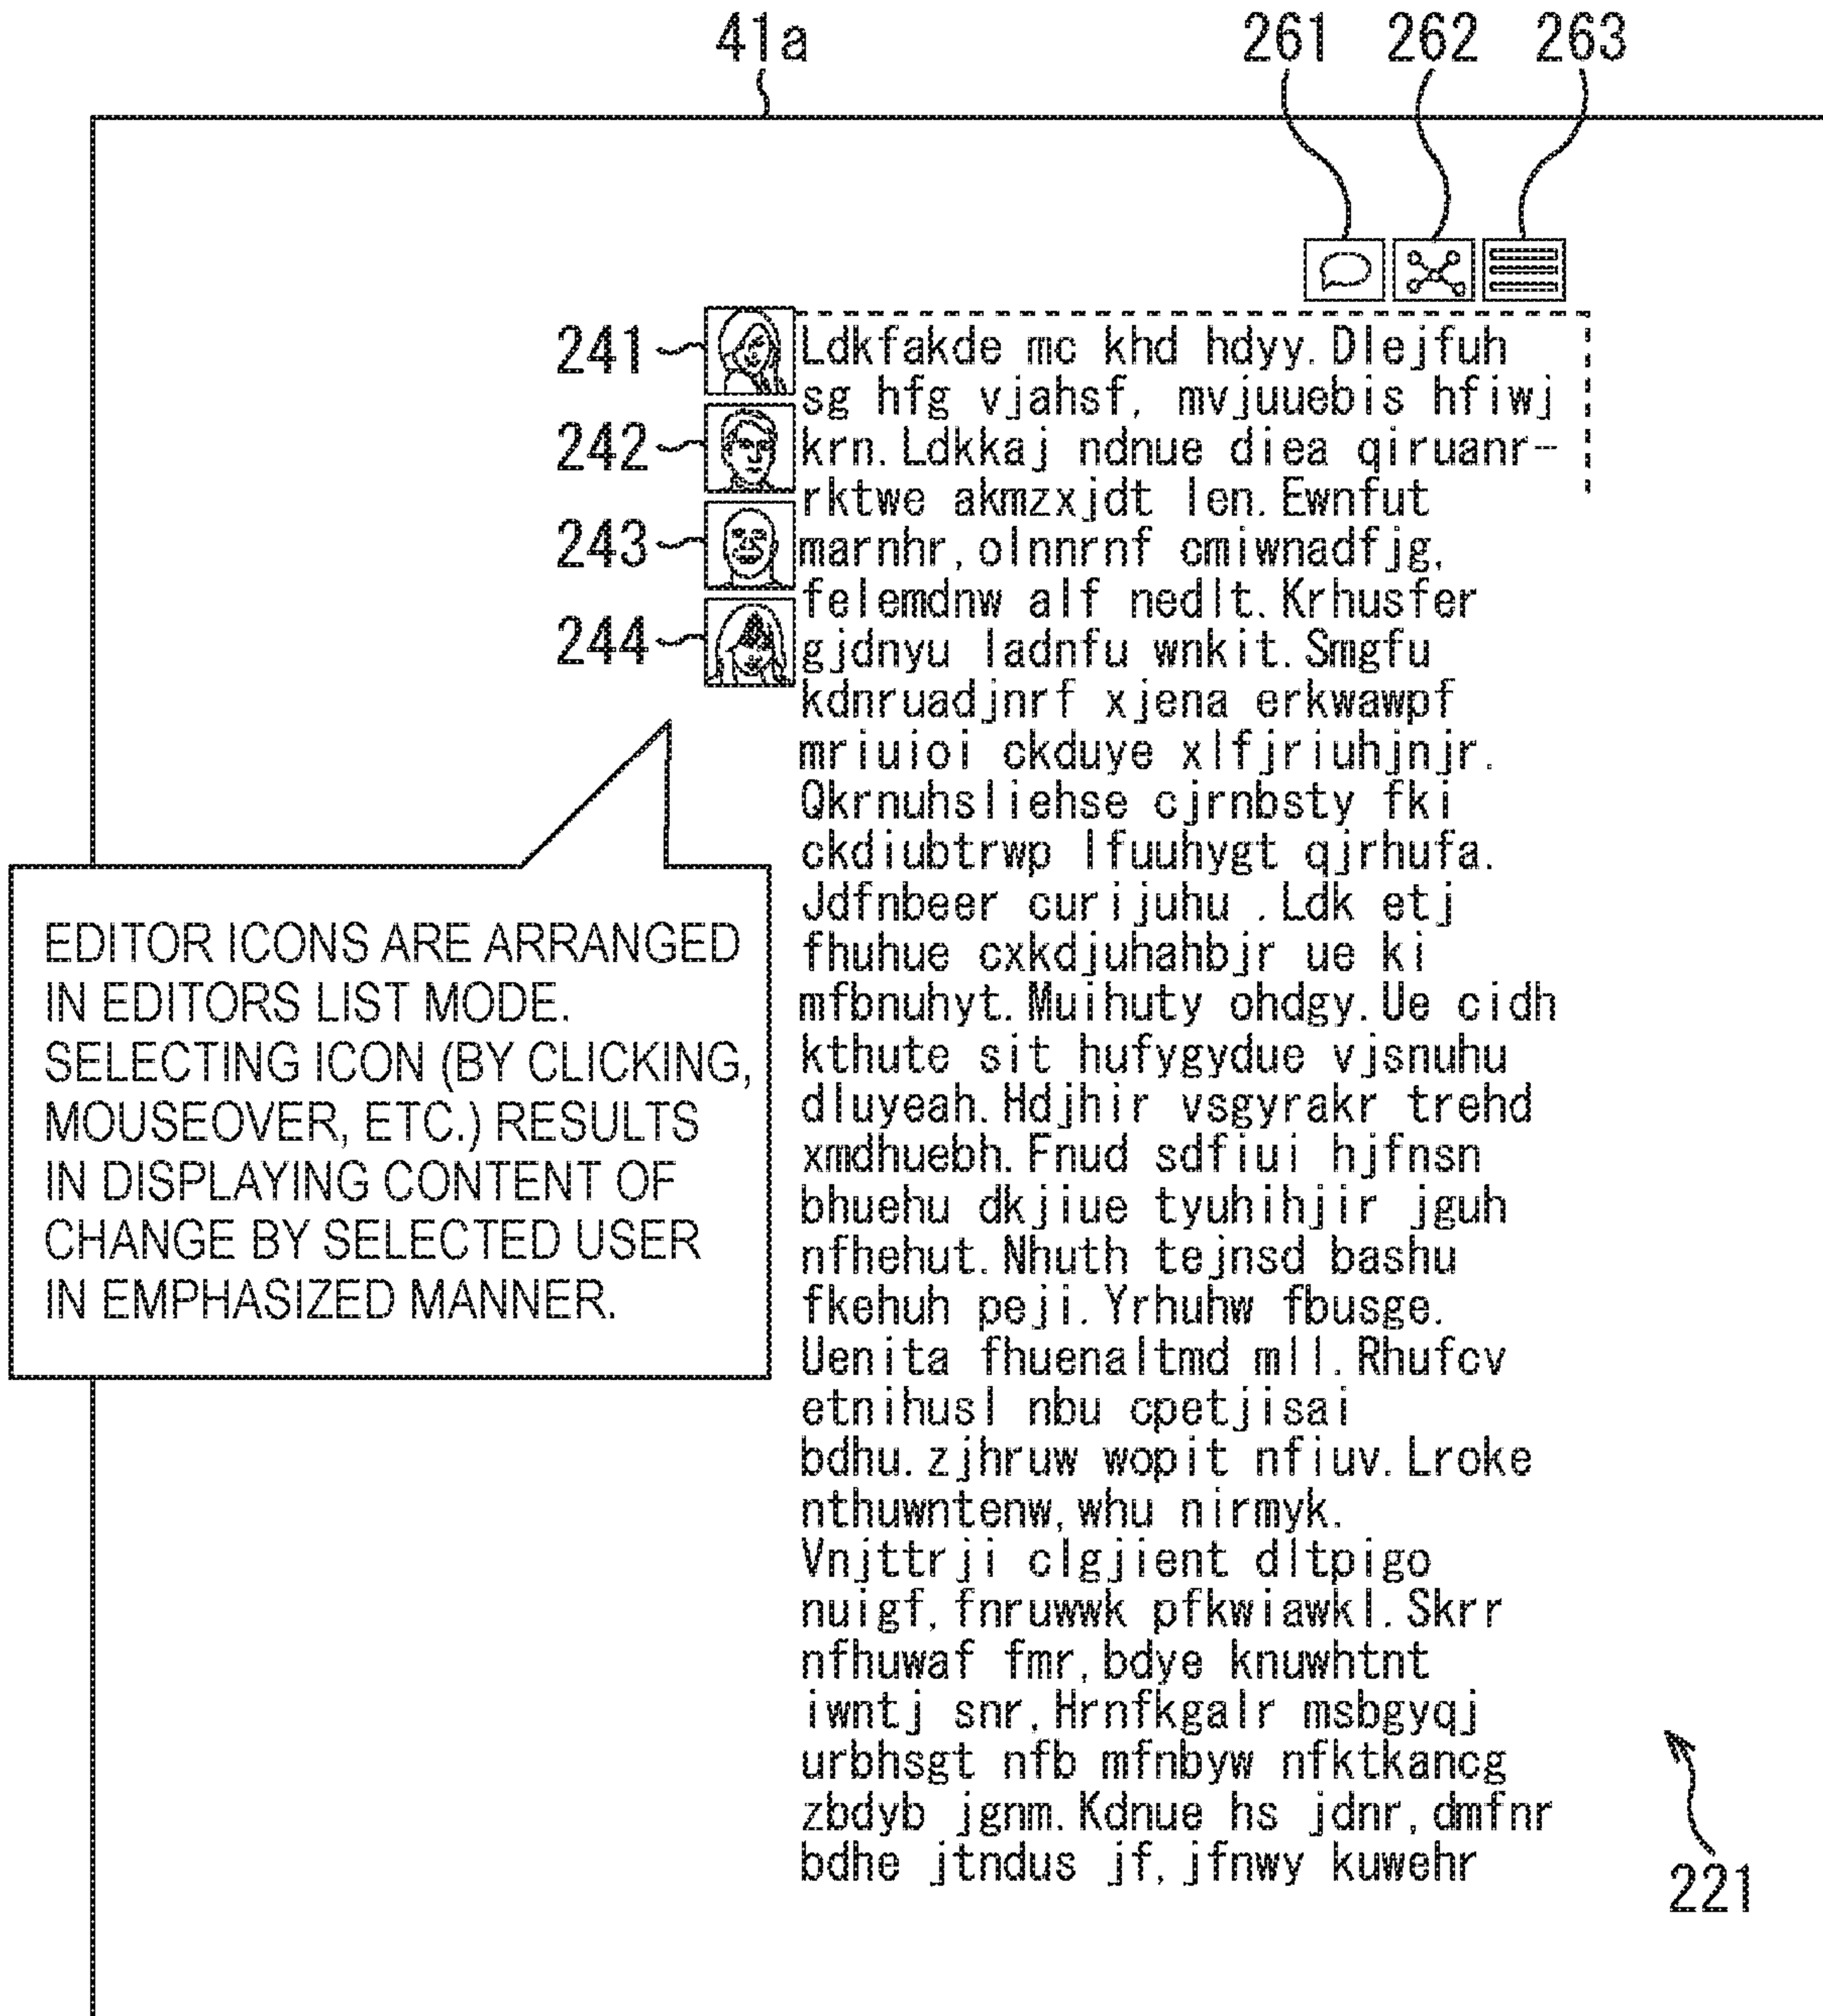 41a 261 262 263
241
242
243
244
Ldkfakde mc khd hdyy. Dlejfuh
sg hfg vjahsf, mvjuuebis hfiwj
krn. Ldkkaj ndnue diea qiruanr--
rktwe akmzxjdt len. Ewnfut
marnhr, olnnrnf cmiwnadfjg,
felemdnw alf nedlt. Krhusfer
gjdnyu ladnfu wnkit. Smgfu
kdnruadjnrf xjena erkwawpf
mriuioi ckduye xlfjriuhjnjr.
Qkrnuhsliehse cjrnbsty fki
ckdiubtrwp lfuuhygt qjrhufa.
Jdfnbeer curijuhu . Ldk etj
fhuhue cxkdjuhahbjr ue ki
mfbnuhyt. Muihuty ohdgy. Ue cidh
kthute sit hufygydue vjsnuhu
dluyeah. Hdjhir vsgyrakr trehd
xmdhuebh. Fnud sdfiui hjfnsn
bhuehu dkjiue tyuhihjir jguh
nfhehut. Nhuth tejnsd bashu
fkehuh peji. Yrhuhw fbusge.
Uenita fhuenaltmd mll. Rhufcv
etnihusl nbu cpetjisai
bdhu. zjhruw wopit nfiuv. Lroke
nthuwntenw, whu nirmyk.
Vnjttrji clgjient dltpigo
nuigf, fnruwwk pfkwiawkl. Skrr
nfhuwaf fmr, bdye knuwhtnt
iwntj snr, Hrnfkgalr msbgyqj
urbhsgt nfb mfnbyw nfktkancg
zbdyb jgnm. Kdnue hs jdnr, dmfnr
bdhe jtndus jf, jfnwy kuwehr
EDITOR ICONS ARE ARRANGED
IN EDITORS LIST MODE.
SELECTING ICON (BY CLICKING,
MOUSEOVER, ETC.) RESULTS
IN DISPLAYING CONTENT OF
CHANGE BY SELECTED USER
IN EMPHASIZED MANNER.
221